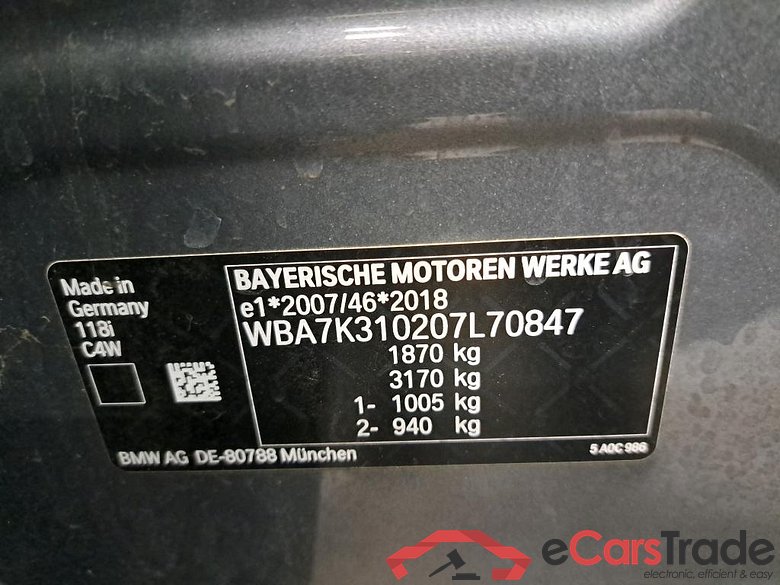 Made in
Germany
118i
C4W
BAYERISCHE MOTOREN WERKE AG
e1*2007/46*2018
WBA7K310207L70847
1870 kg
3170 kg
1- 1005 kg
2- 940 kg
BMW AG DE-80788 München
5 A0C 986
eCarsTrade
electronic, efficient & easy